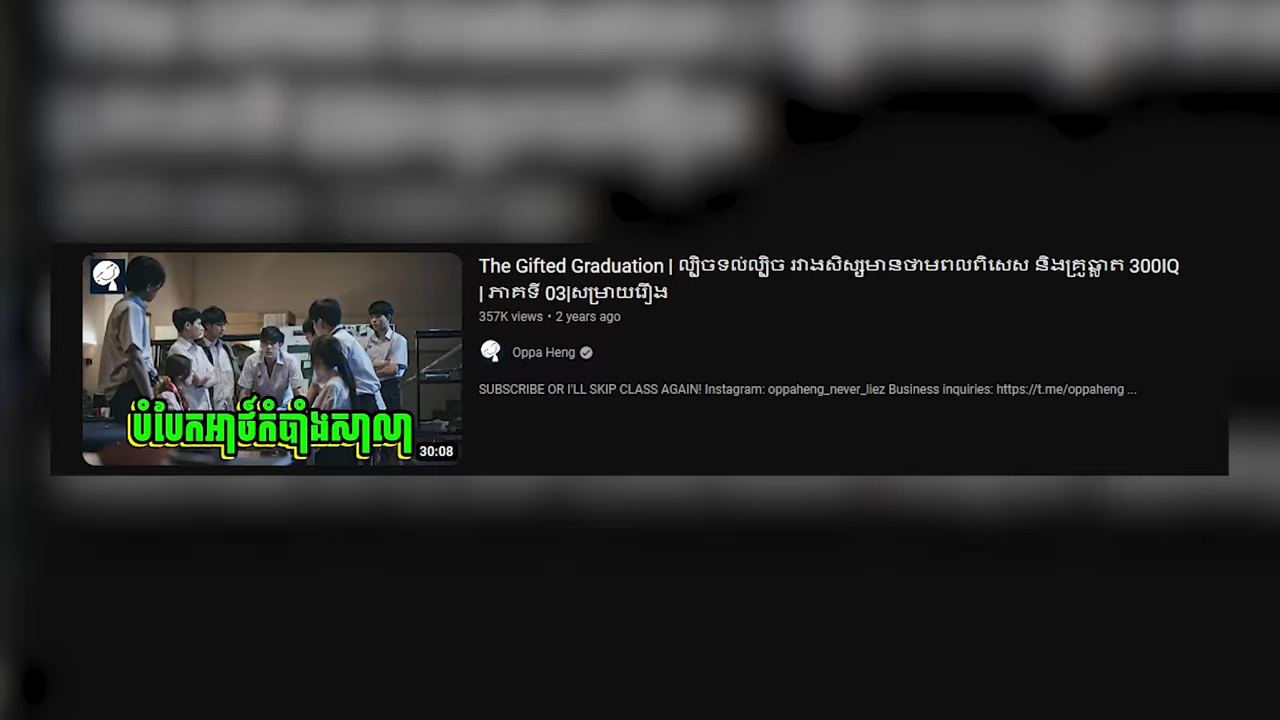 The Gifted Graduation | ល្បិចទល់ល្បិច រវាងសិស្សមានថាមពលពិសេស និងគ្រូឆ្លាត 300IQ
| ភាគទី 03|សម្រាយរឿង
357K views • 2 years ago
Oppa Heng
SUBSCRIBE OR I'LL SKIP CLASS AGAIN! Instagram: oppaheng_never_liez Business inquiries: https://t.me/oppaheng ...
បំបែកអាថ៌កំបាំងសាលា
30:08